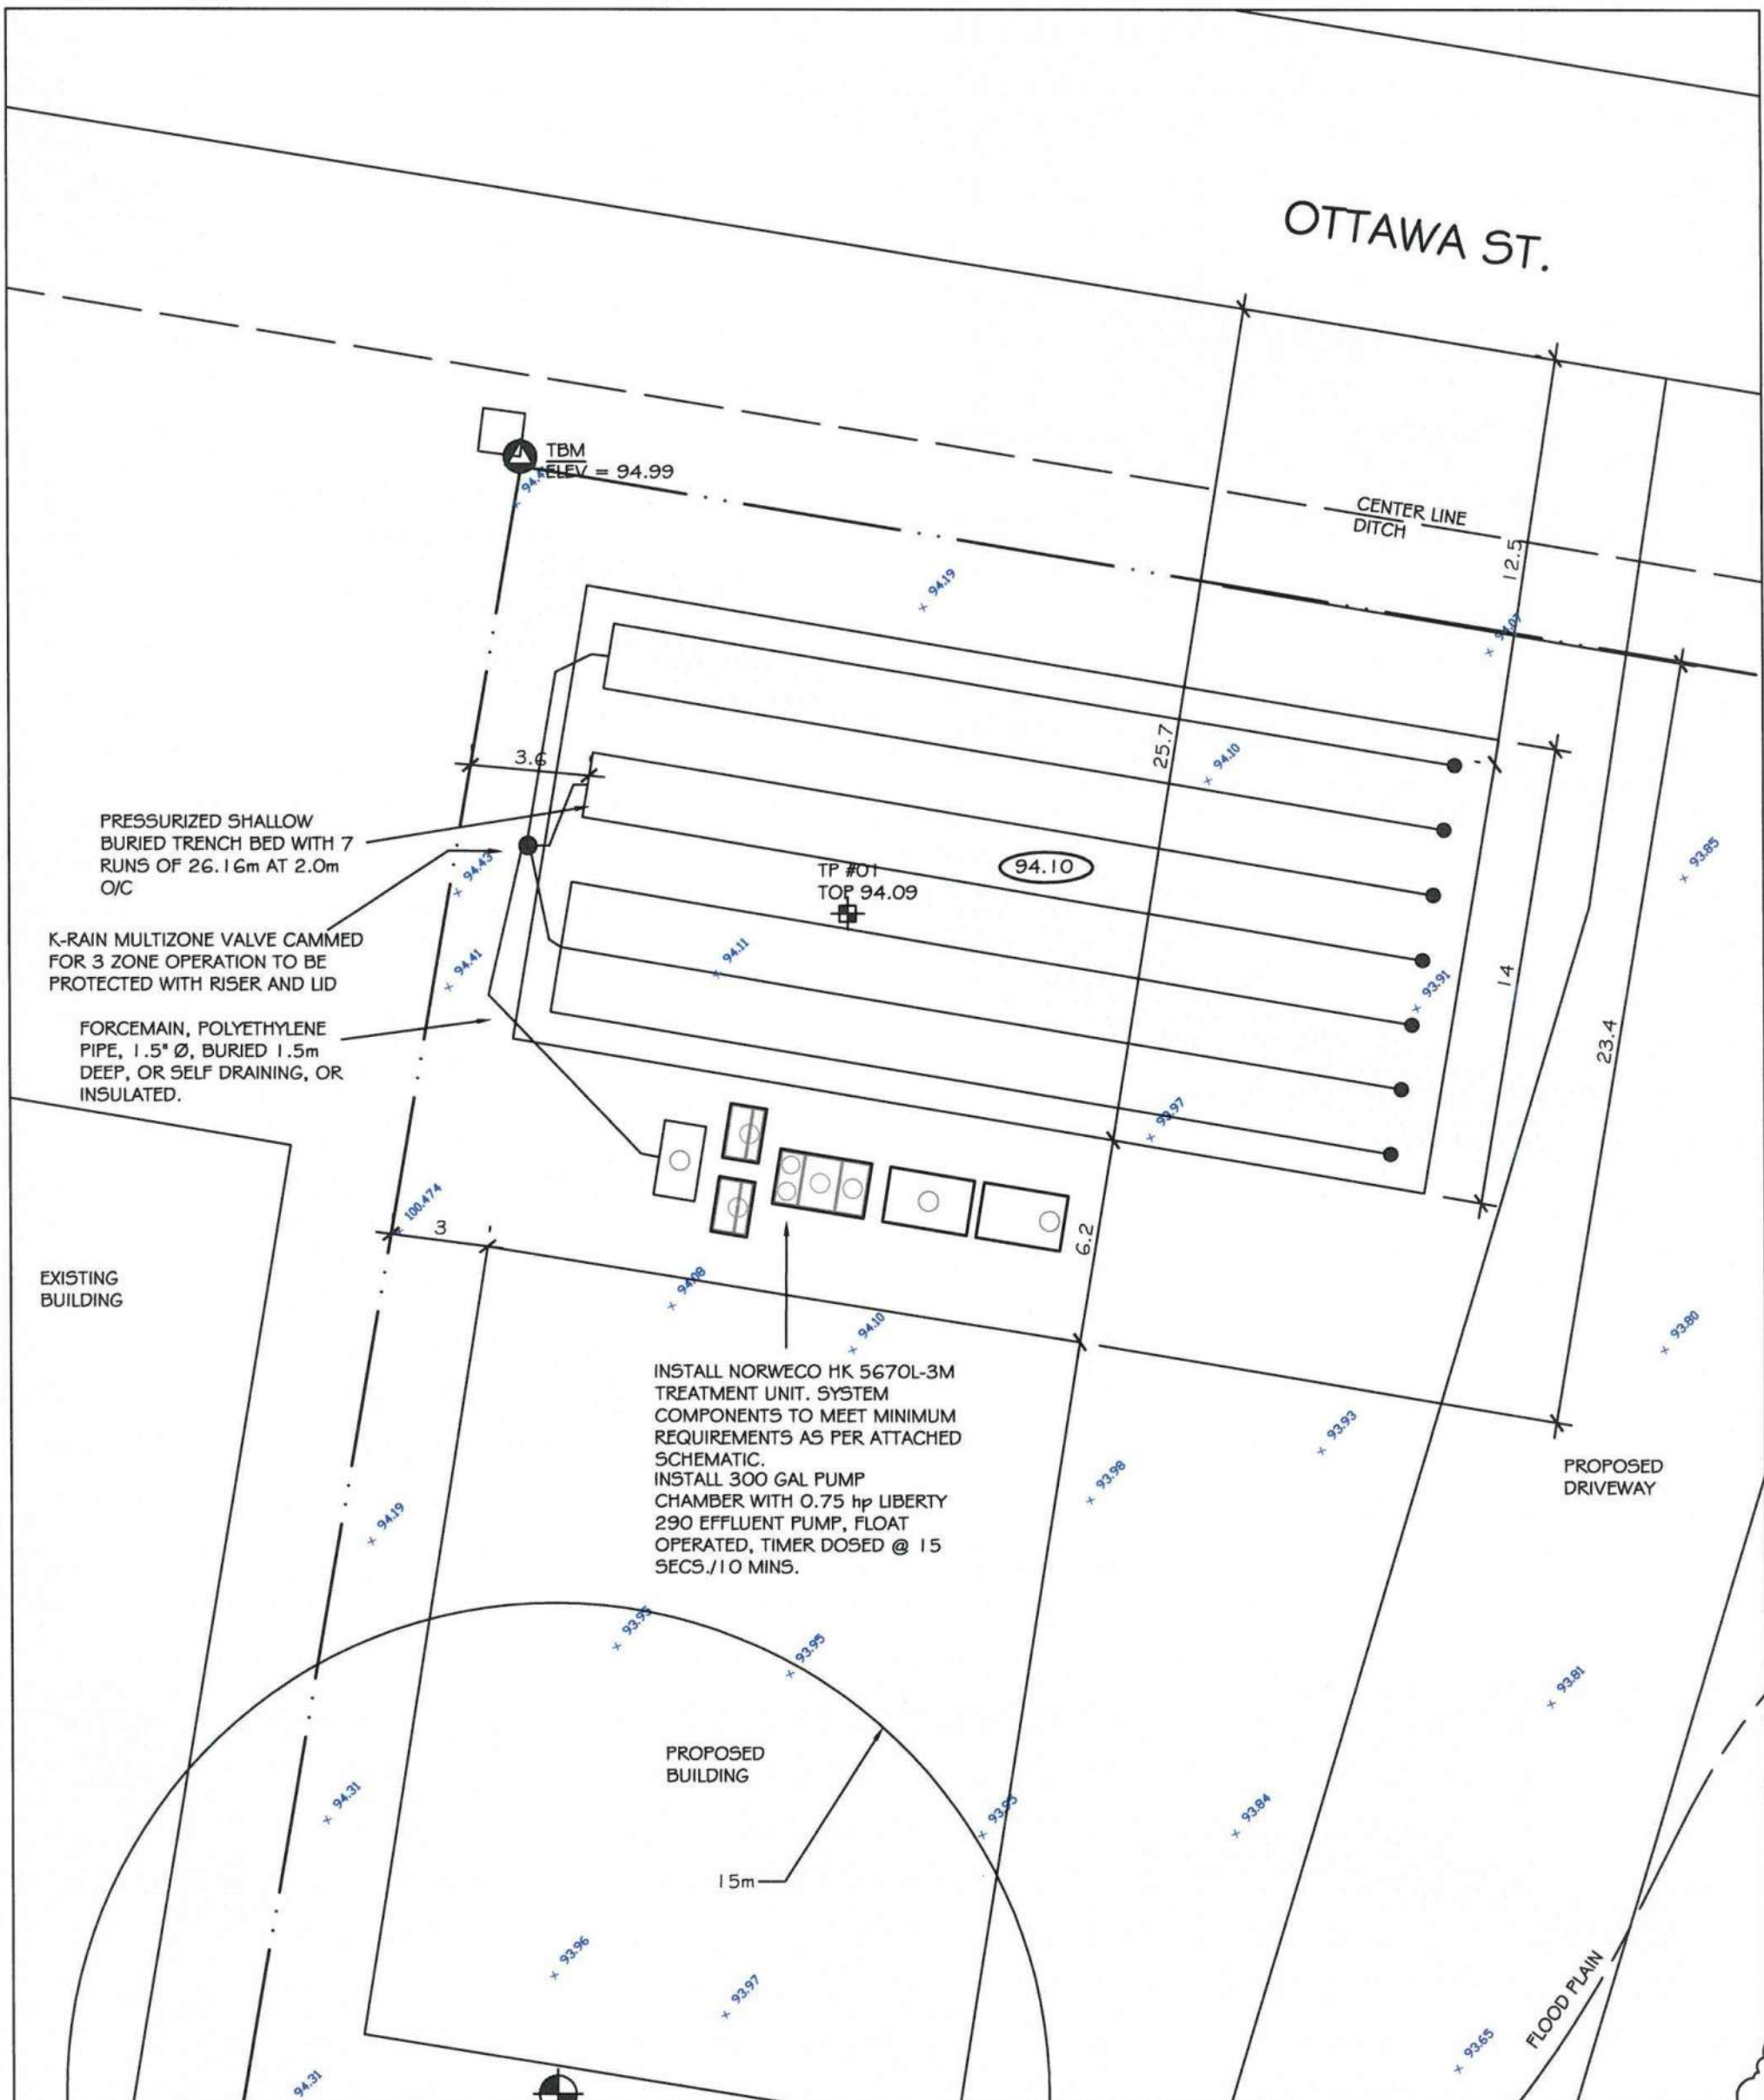 OTTAWA ST.
TBM
ELEV = 94.99
CENTER LINE
DITCH
12.5
94.19
94.07
25.7
3.6
94.10
PRESSURIZED SHALLOW
BURIED TRENCH BED WITH 7
RUNS OF 26.16m AT 2.0m
O/C
94.43
TP #01
TOP 94.09
94.10
93.85
K-RAIN MULTIZONE VALVE CAMMED
FOR 3 ZONE OPERATION TO BE
PROTECTED WITH RISER AND LID
94.41
94.11
93.91
14
23.4
FORCEMAIN, POLYETHYLENE
PIPE, 1.5" Ø, BURIED 1.5m
DEEP, OR SELF DRAINING, OR
INSULATED.
93.97
100.474
3
6.2
EXISTING
BUILDING
94.08
94.10
93.80
INSTALL NORWECO HK 5670L-3M
TREATMENT UNIT. SYSTEM
COMPONENTS TO MEET MINIMUM
REQUIREMENTS AS PER ATTACHED
SCHEMATIC.
INSTALL 300 GAL PUMP
CHAMBER WITH 0.75 hp LIBERTY
290 EFFLUENT PUMP, FLOAT
OPERATED, TIMER DOSED @ 15
SECS./10 MINS.
93.93
93.98
PROPOSED
DRIVEWAY
94.19
93.95
93.95
93.81
PROPOSED
BUILDING
94.31
93.93
93.84
15m
93.96
93.97
FLOOD PLAIN
93.65
94.31